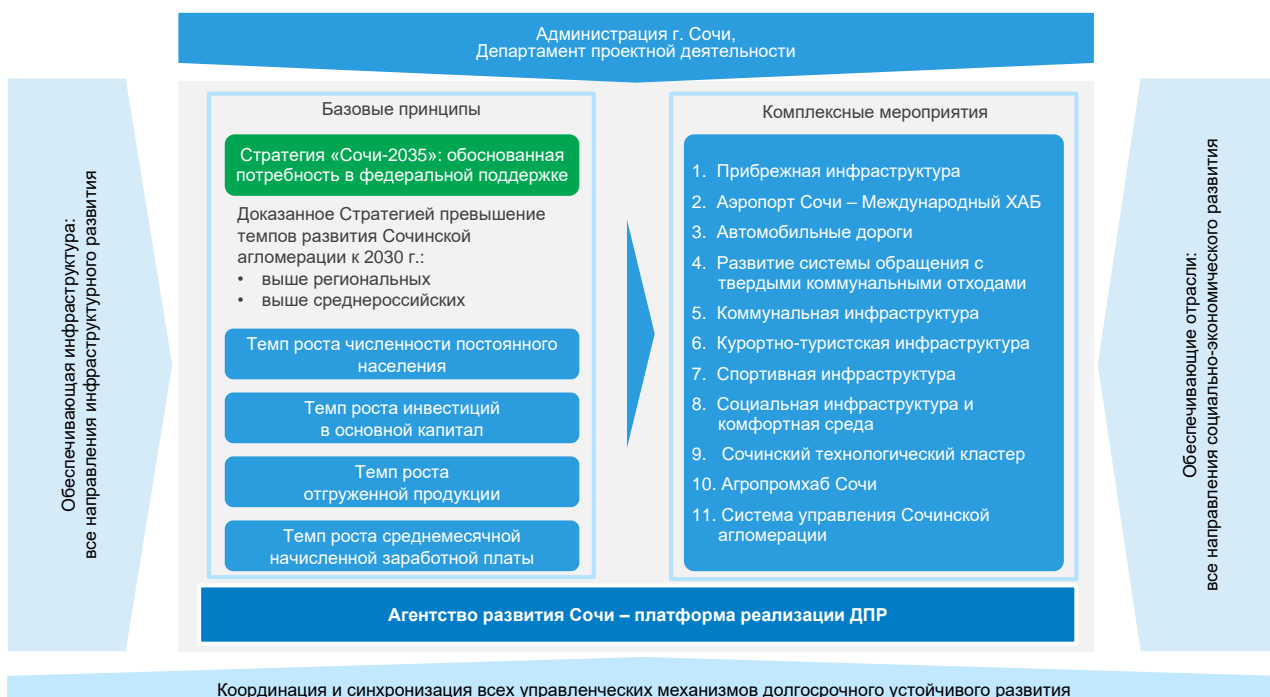 Администрация г. Сочи,
Департамент проектной деятельности
Обеспечивающая инфраструктура:
все направления инфраструктурного развития
Базовые принципы
Стратегия «Сочи-2035»: обоснованная
потребность в федеральной поддержке
Доказанное Стратегией превышение
темпов развития Сочинской
агломерации к 2030 г.:
• выше региональных
• выше среднероссийских
Темп роста численности постоянного
населения
Темп роста инвестиций
в основной капитал
Темп роста
отгруженной продукции
Темп роста среднемесячной
начисленной заработной платы
Комплексные мероприятия
1. Прибрежная инфраструктура
2. Аэропорт Сочи – Международный ХАБ
3. Автомобильные дороги
4. Развитие системы обращения с
твердыми коммунальными отходами
5. Коммунальная инфраструктура
6. Курортно-туристская инфраструктура
7. Спортивная инфраструктура
8. Социальная инфраструктура и
комфортная среда
9. Сочинский технологический кластер
10. Агропромхаб Сочи
11. Система управления Сочинской
агломерации
Обеспечивающие отрасли:
все направления социально-экономического развития
Агентство развития Сочи – платформа реализации ДПР
Координация и синхронизация всех управленческих механизмов долгосрочного устойчивого развития